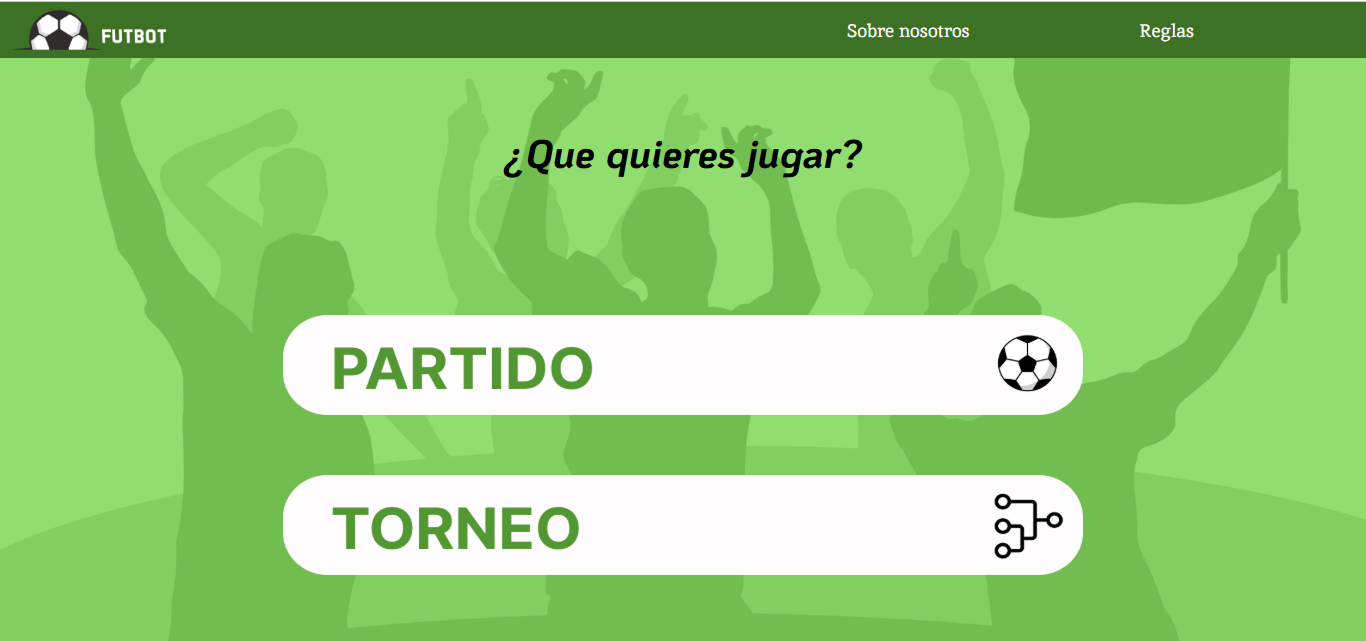 FUTBOT
Sobre nosotros
Reglas
¿Que quieres jugar?
PARTIDO
TORNEO